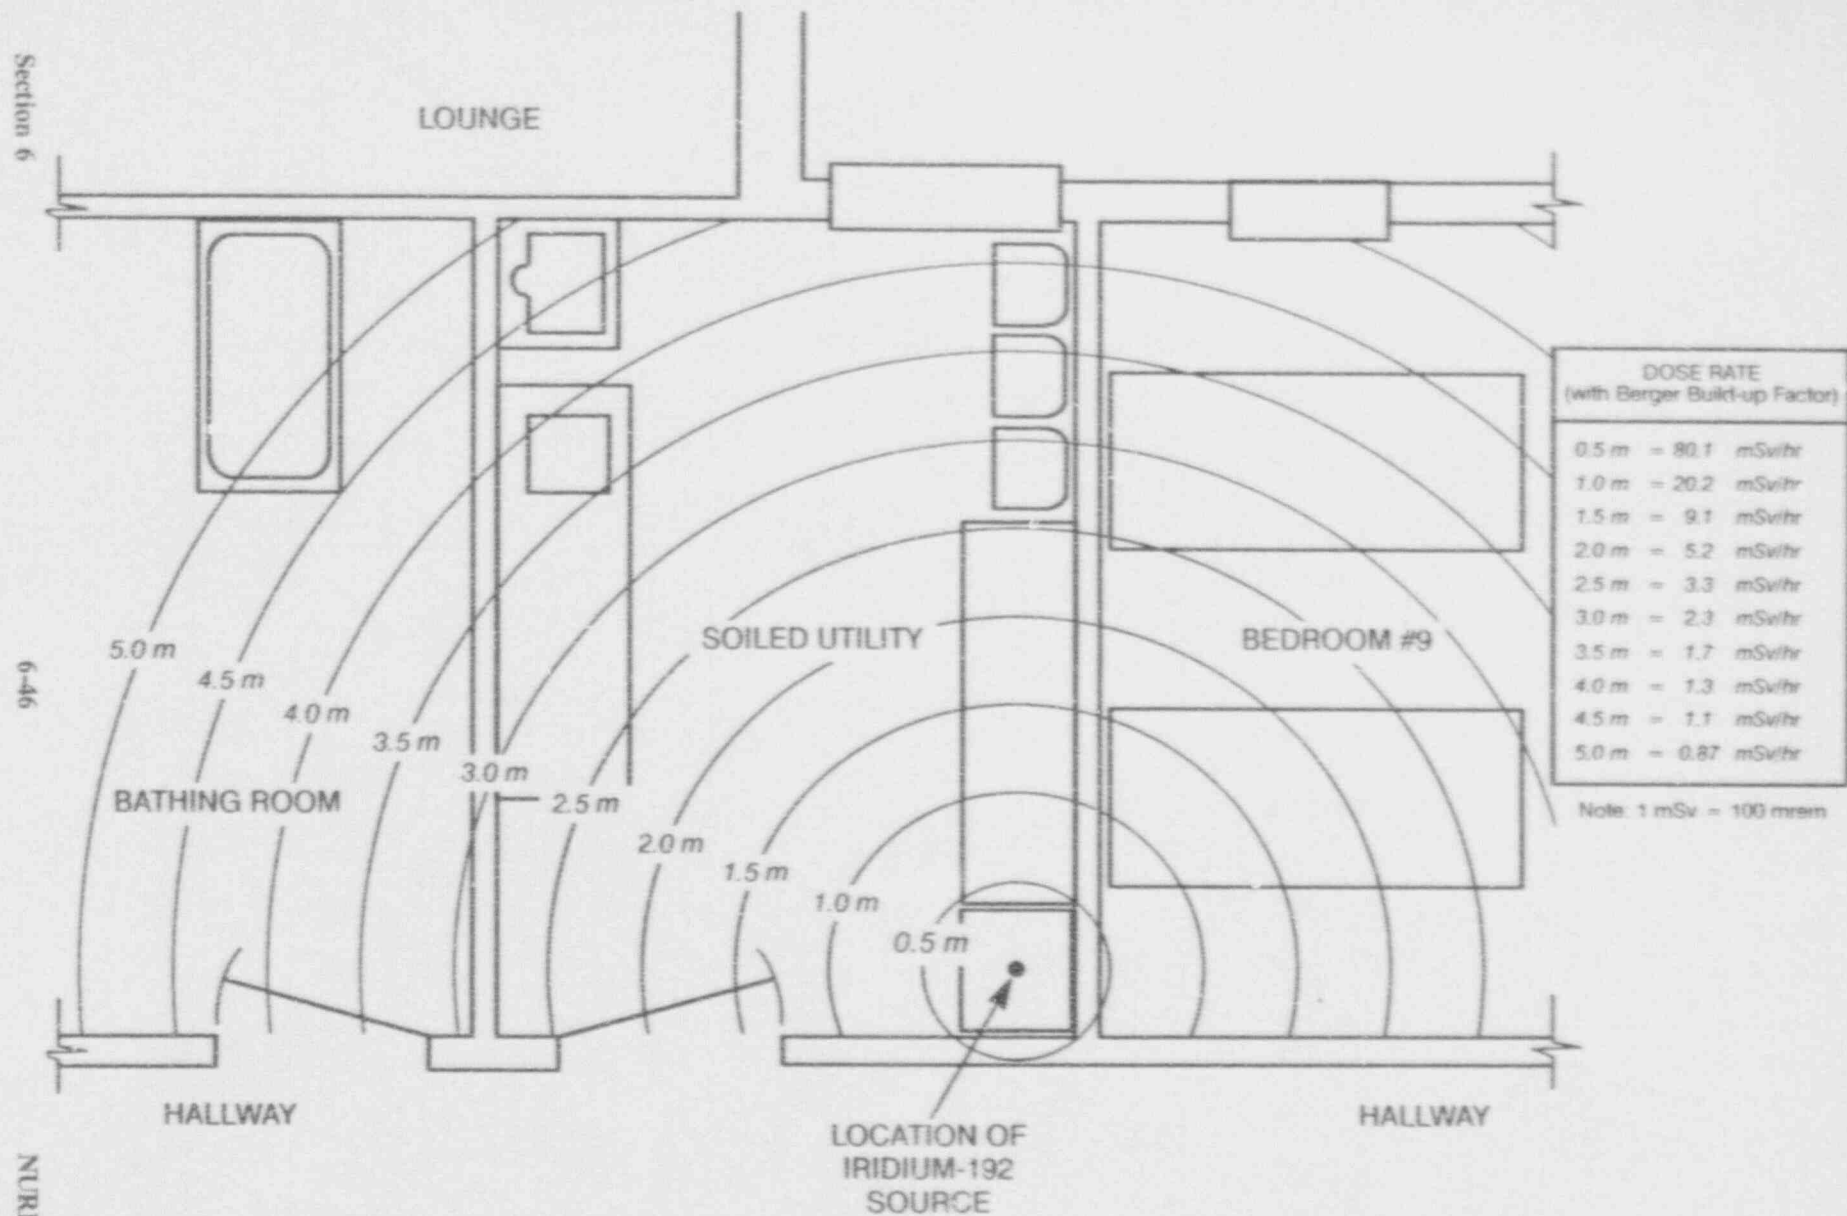 Section 6
6-46
NURE
LOUNGE
5.0 m
4.5 m
4.0 m
3.5 m
3.0 m
2.5 m
2.0 m
1.5 m
1.0 m
0.5 m
SOILED UTILITY
BEDROOM #9
BATHING ROOM
HALLWAY
LOCATION OF
IRIDIUM-192
SOURCE
HALLWAY
DOSE RATE
(with Berger Build-up Factor)
0.5 m = 80.1 mSv/hr
1.0 m = 20.2 mSv/hr
1.5 m = 9.1 mSv/hr
2.0 m = 5.2 mSv/hr
2.5 m = 3.3 mSv/hr
3.0 m = 2.3 mSv/hr
3.5 m = 1.7 mSv/hr
4.0 m = 1.3 mSv/hr
4.5 m = 1.1 mSv/hr
5.0 m = 0.87 mSv/hr
Note: 1 mSv = 100 mrem